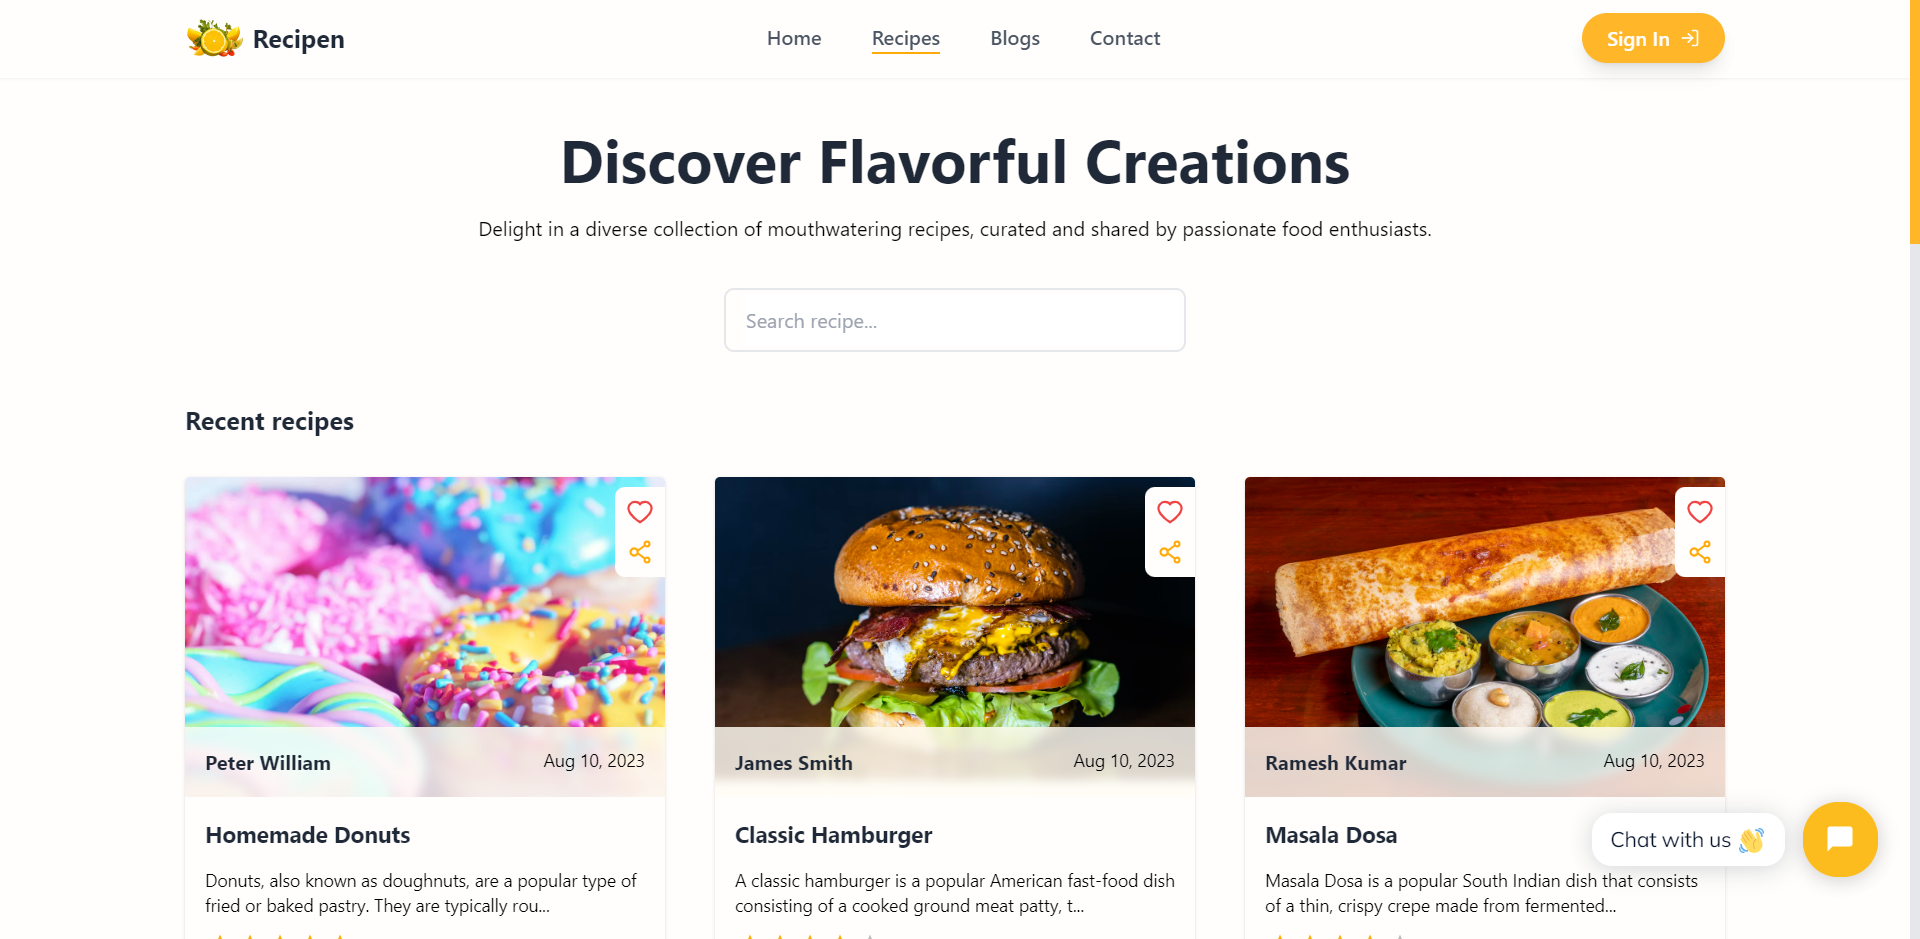 Recipen
Home
Recipes
Blogs
Contact
Sign In
Discover Flavorful Creations
Delight in a diverse collection of mouthwatering recipes, curated and shared by passionate food enthusiasts.
Search recipe...
Recent recipes
Peter William
Aug 10, 2023
Homemade Donuts
Donuts, also known as doughnuts, are a popular type of
fried or baked pastry. They are typically rou...
James Smith
Aug 10, 2023
Classic Hamburger
A classic hamburger is a popular American fast-food dish
consisting of a cooked ground meat patty, t...
Ramesh Kumar
Aug 10, 2023
Masala Dosa
Masala Dosa is a popular South Indian dish that consists
of a thin, crispy crepe made from fermented...
Chat with us 👋